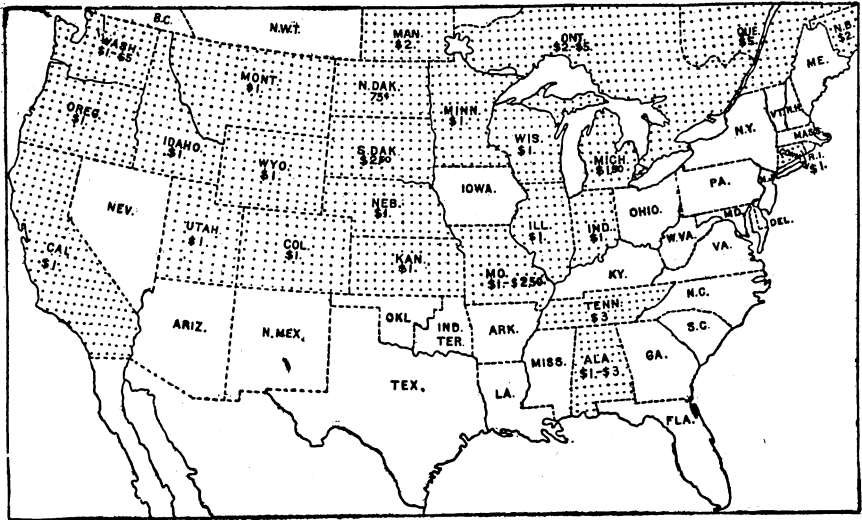 B.C.
N.W.T.
MAN.
$2.
ONT.
$2-$5.
QUE.
$5.
N.B.
$2.
WASH.
$1-$5
MONT.
$1.
N.DAK.
75¢
MINN.
$1.
ME.
OREG.
$1.
IDAHO.
$1
WYO.
$1
S.DAK
$2.50
WIS.
$1.
MICH.
$1.50
N.Y.
VT.
N.H.
MASS.
CONN.
R.I.
$1.
NEV.
UTAH.
$1
COL.
$1.
NEB.
$1.
IOWA.
ILL.
$1.
IND.
$1.
OHIO.
PA.
N.J.
MD.
DEL.
CAL.
$1.
KAN.
$1
MO.
$1-$2.50
KY.
W.VA.
VA.
ARIZ.
N.MEX.
OKL.
IND.
TER.
ARK.
TENN.
$3
N.C.
S.C.
TEX.
LA.
MISS.
ALA.
$1-$3.
GA.
FLA.